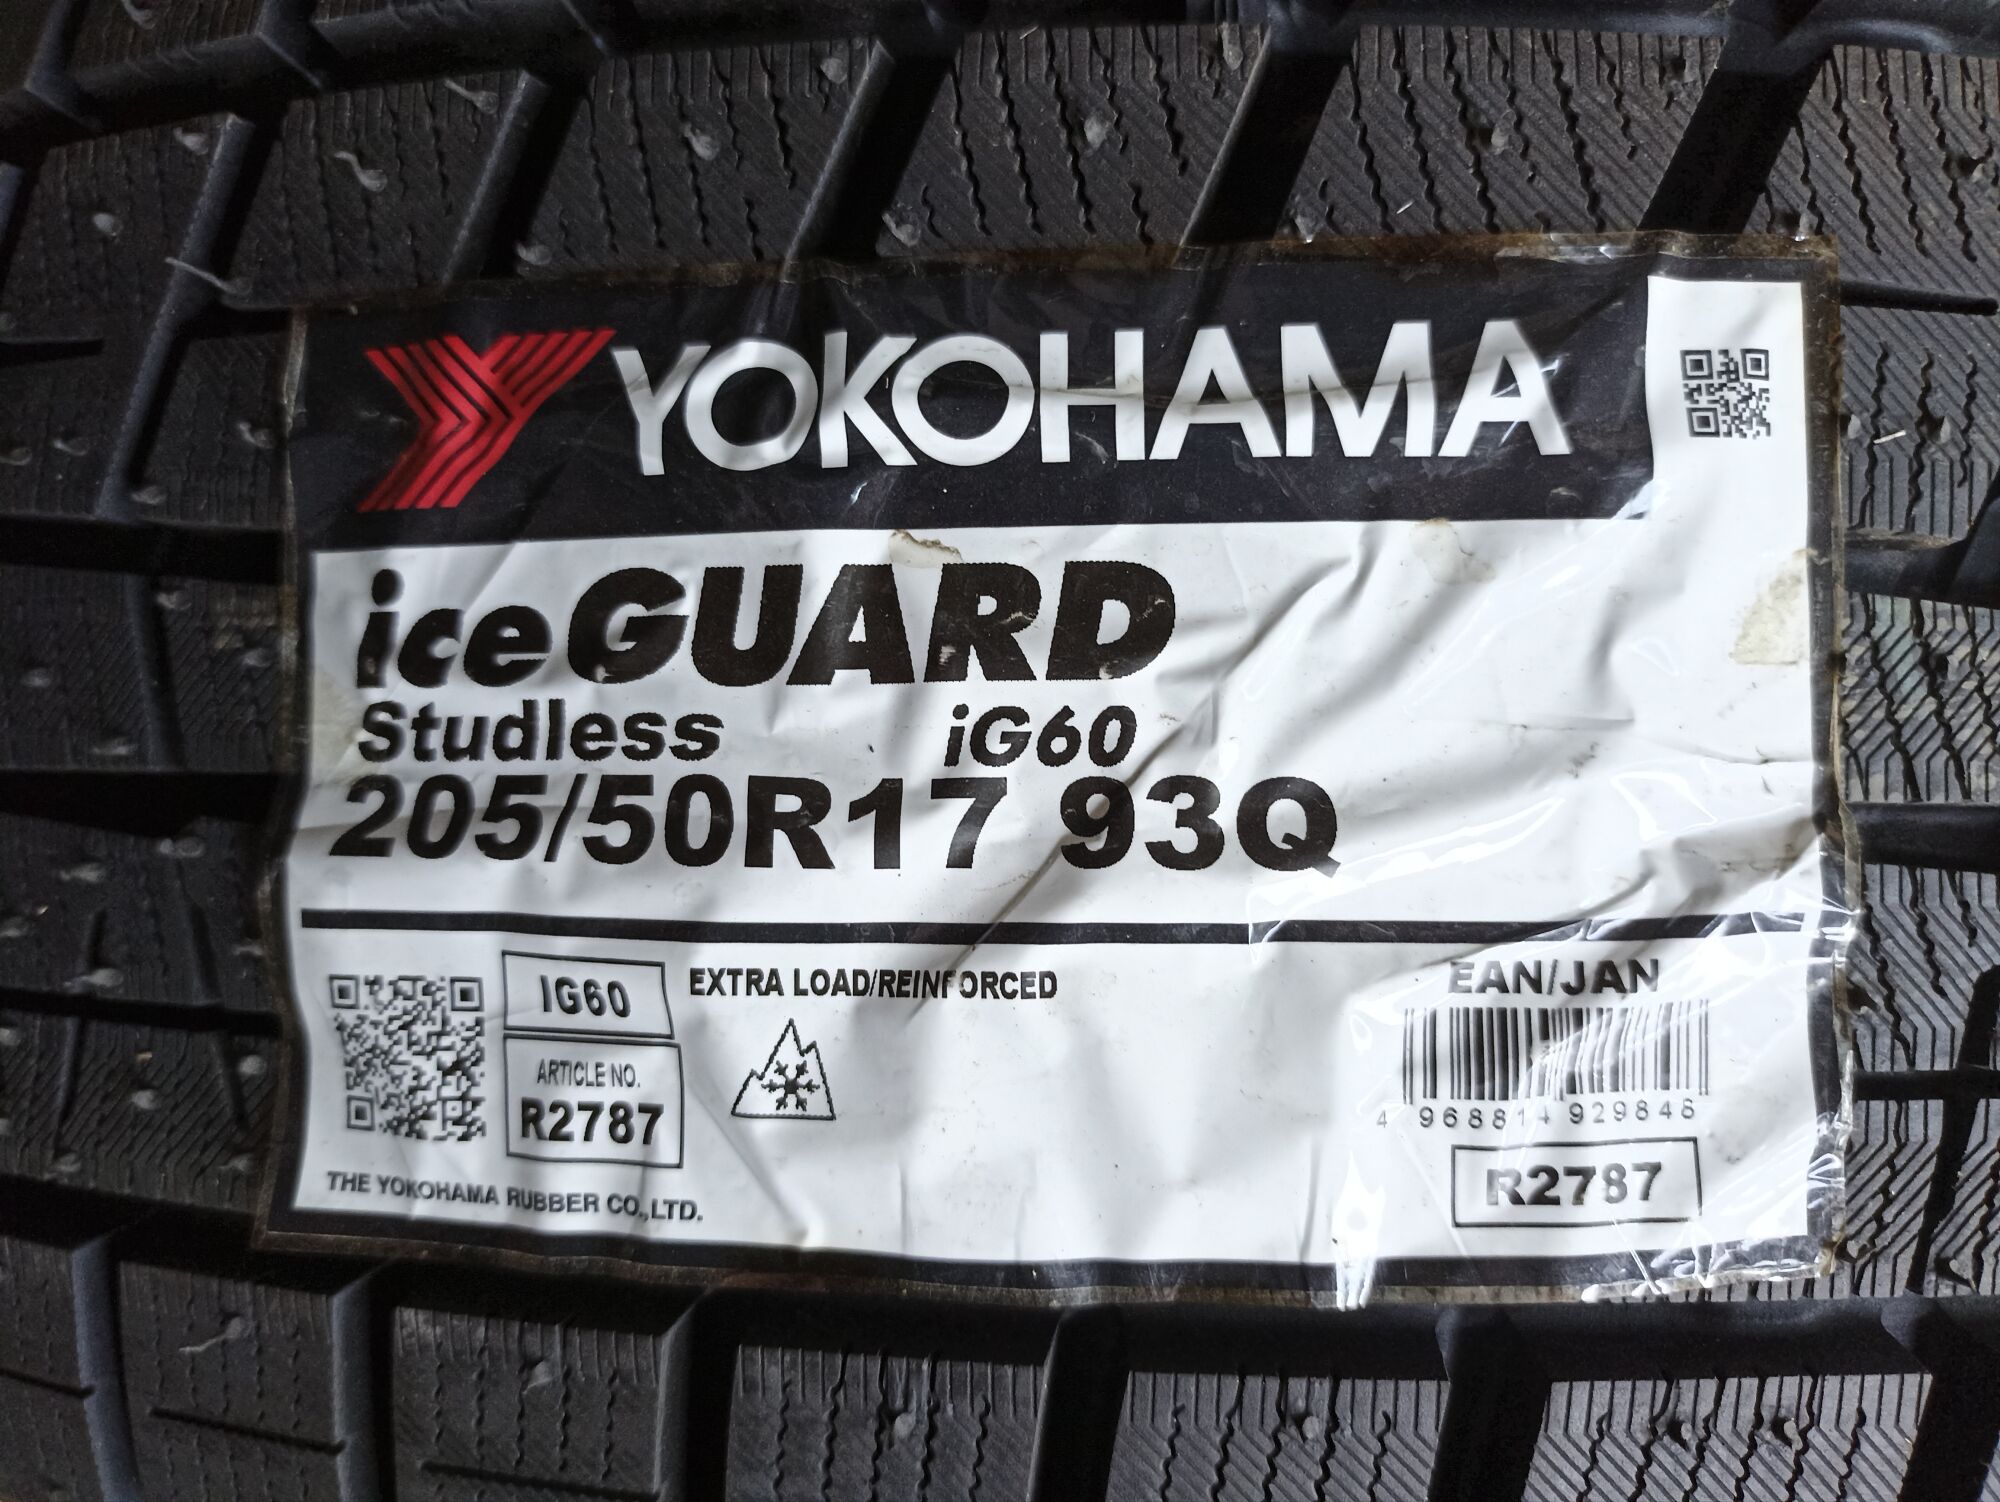 YOKOHAMA
iceGUARD
Studless iG60
205/50R17 93Q
IG60
EXTRA LOAD/REINFORCED
ARTICLE NO.
R2787
THE YOKOHAMA RUBBER CO.,LTD.
EAN/JAN
4 968814 929848
R2787